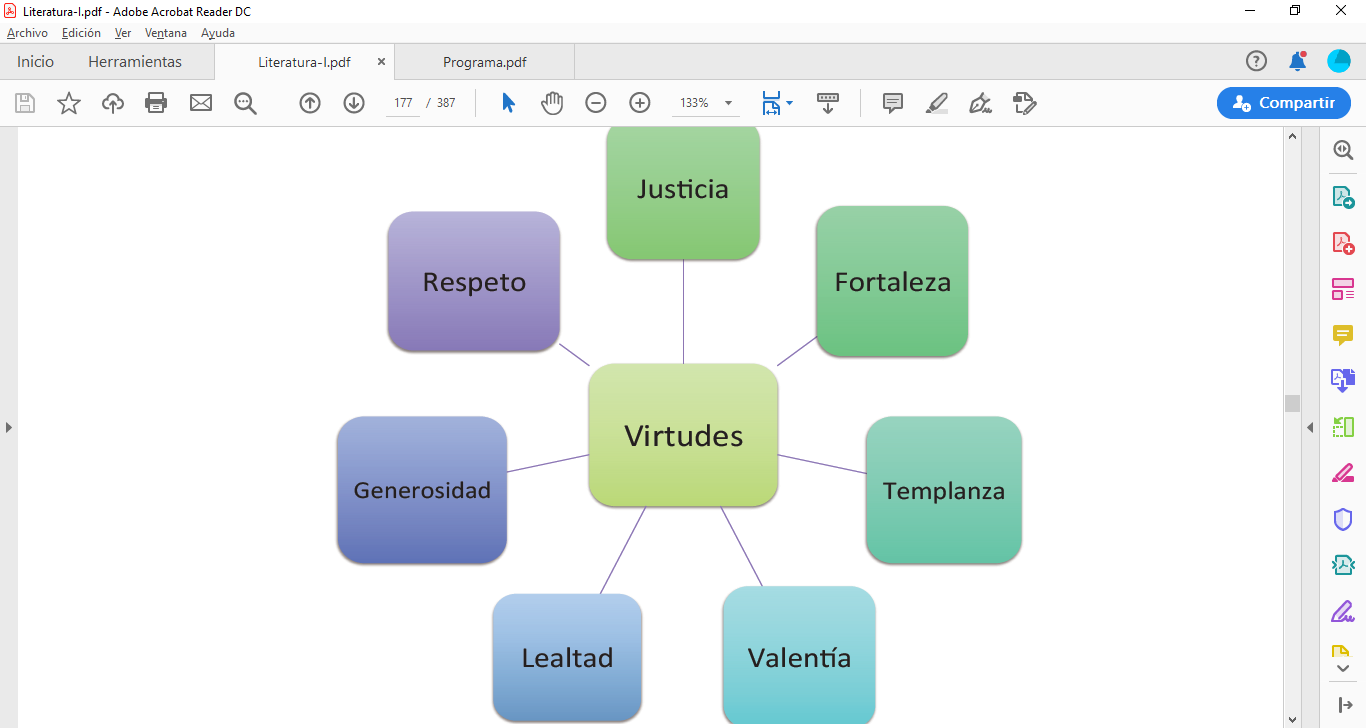 Literatura-I.pdf - Adobe Acrobat Reader DC
Archivo Edición Ver Ventana Ayuda
Inicio Herramientas Literatura-I.pdf × Programa.pdf
177 / 387 133% Compartir
Justicia
Respeto
Fortaleza
Virtudes
Generosidad
Templanza
Lealtad
Valentía